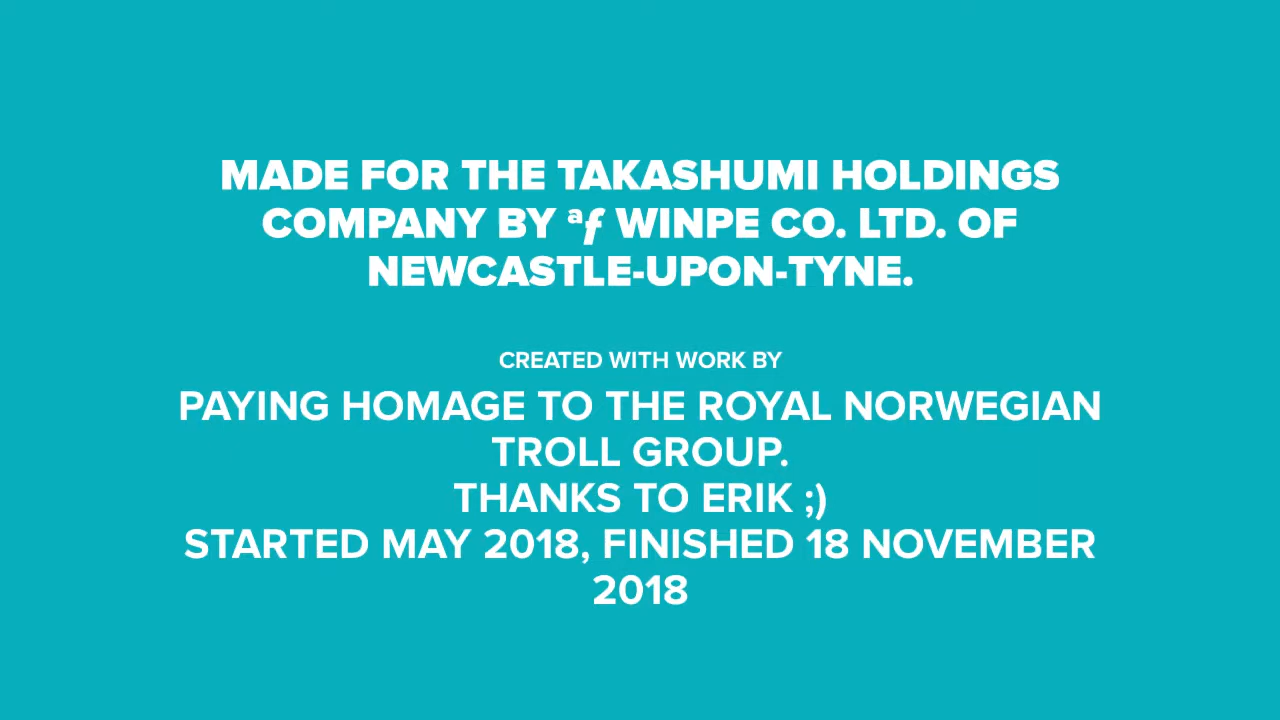 MADE FOR THE TAKASHUMI HOLDINGS
COMPANY BY ªƒ WINPE CO. LTD. OF
NEWCASTLE-UPON-TYNE.
CREATED WITH WORK BY
PAYING HOMAGE TO THE ROYAL NORWEGIAN
TROLL GROUP.
THANKS TO ERIK ;)
STARTED MAY 2018, FINISHED 18 NOVEMBER
2018